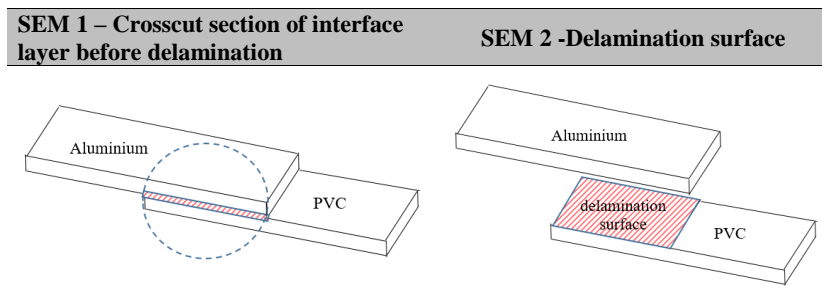 SEM 1 – Crosscut section of interface
layer before delamination
SEM 2 -Delamination surface
Aluminium
PVC
Aluminium
delamination
surface
PVC